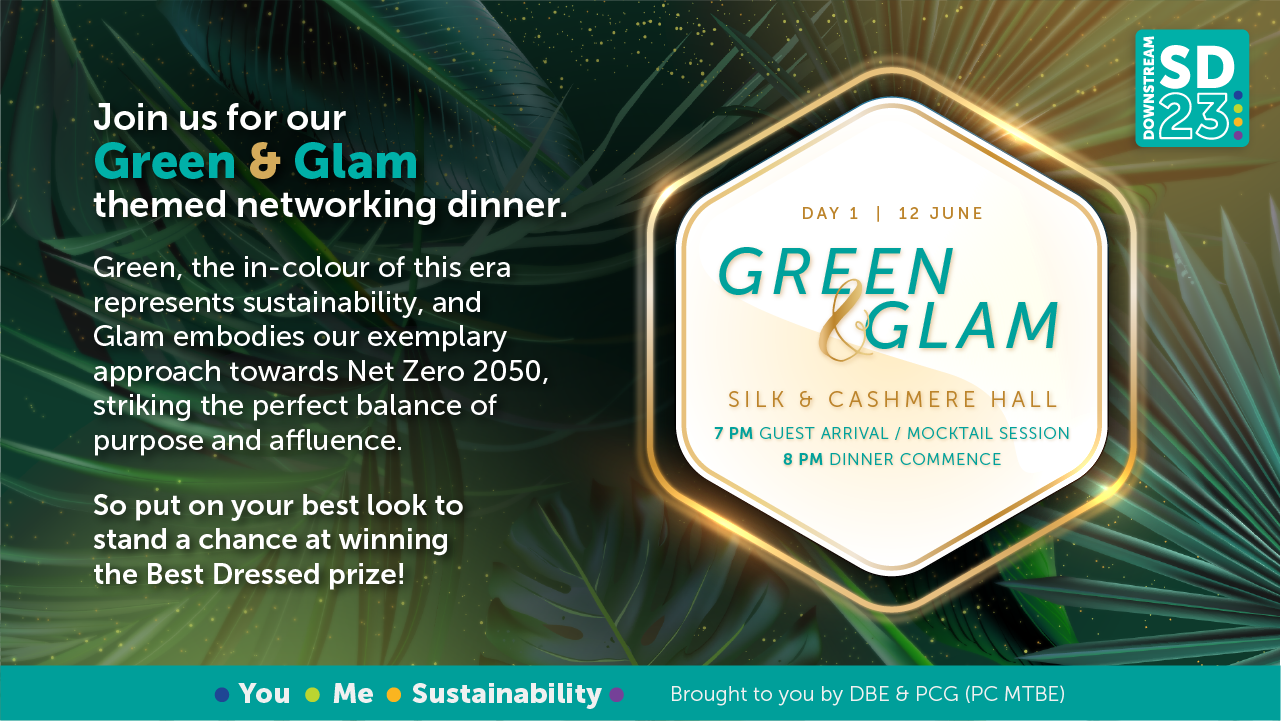 Join us for our
Green & Glam
themed networking dinner.
Green, the in-colour of this era
represents sustainability, and
Glam embodies our exemplary
approach towards Net Zero 2050,
striking the perfect balance of
purpose and affluence.
So put on your best look to
stand a chance at winning
the Best Dressed prize!
DOWNSTREAM
SD
23
DAY 1 | 12 JUNE
GREEN
&GLAM
SILK & CASHMERE HALL
7 PM GUEST ARRIVAL / MOCKTAIL SESSION
8 PM DINNER COMMENCE
You Me Sustainability
Brought to you by DBE & PCG (PC MTBE)